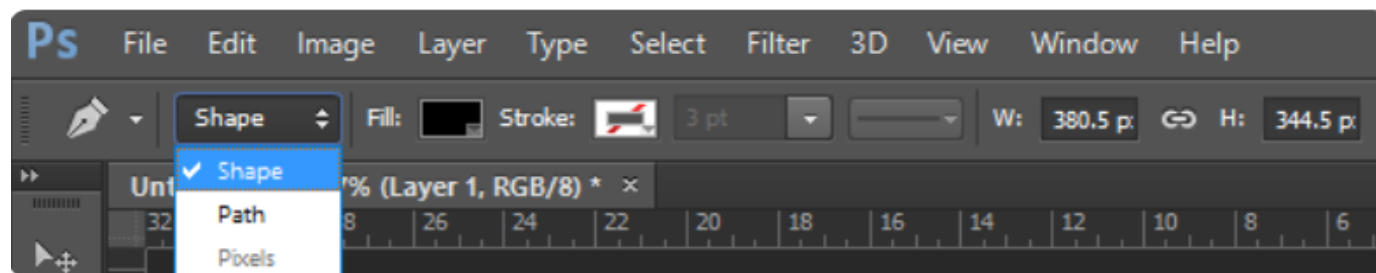 Ps File Edit Image Layer Type Select Filter 3D View Window Help
Shape Fill: Stroke: 3 pt W: 380.5 p: H: 344.5 p:
Shape
Unt 7% (Layer 1, RGB/8) * ×
Path
32 8 26 24 22 20 18 16 14 12 10 8 6
Pixels